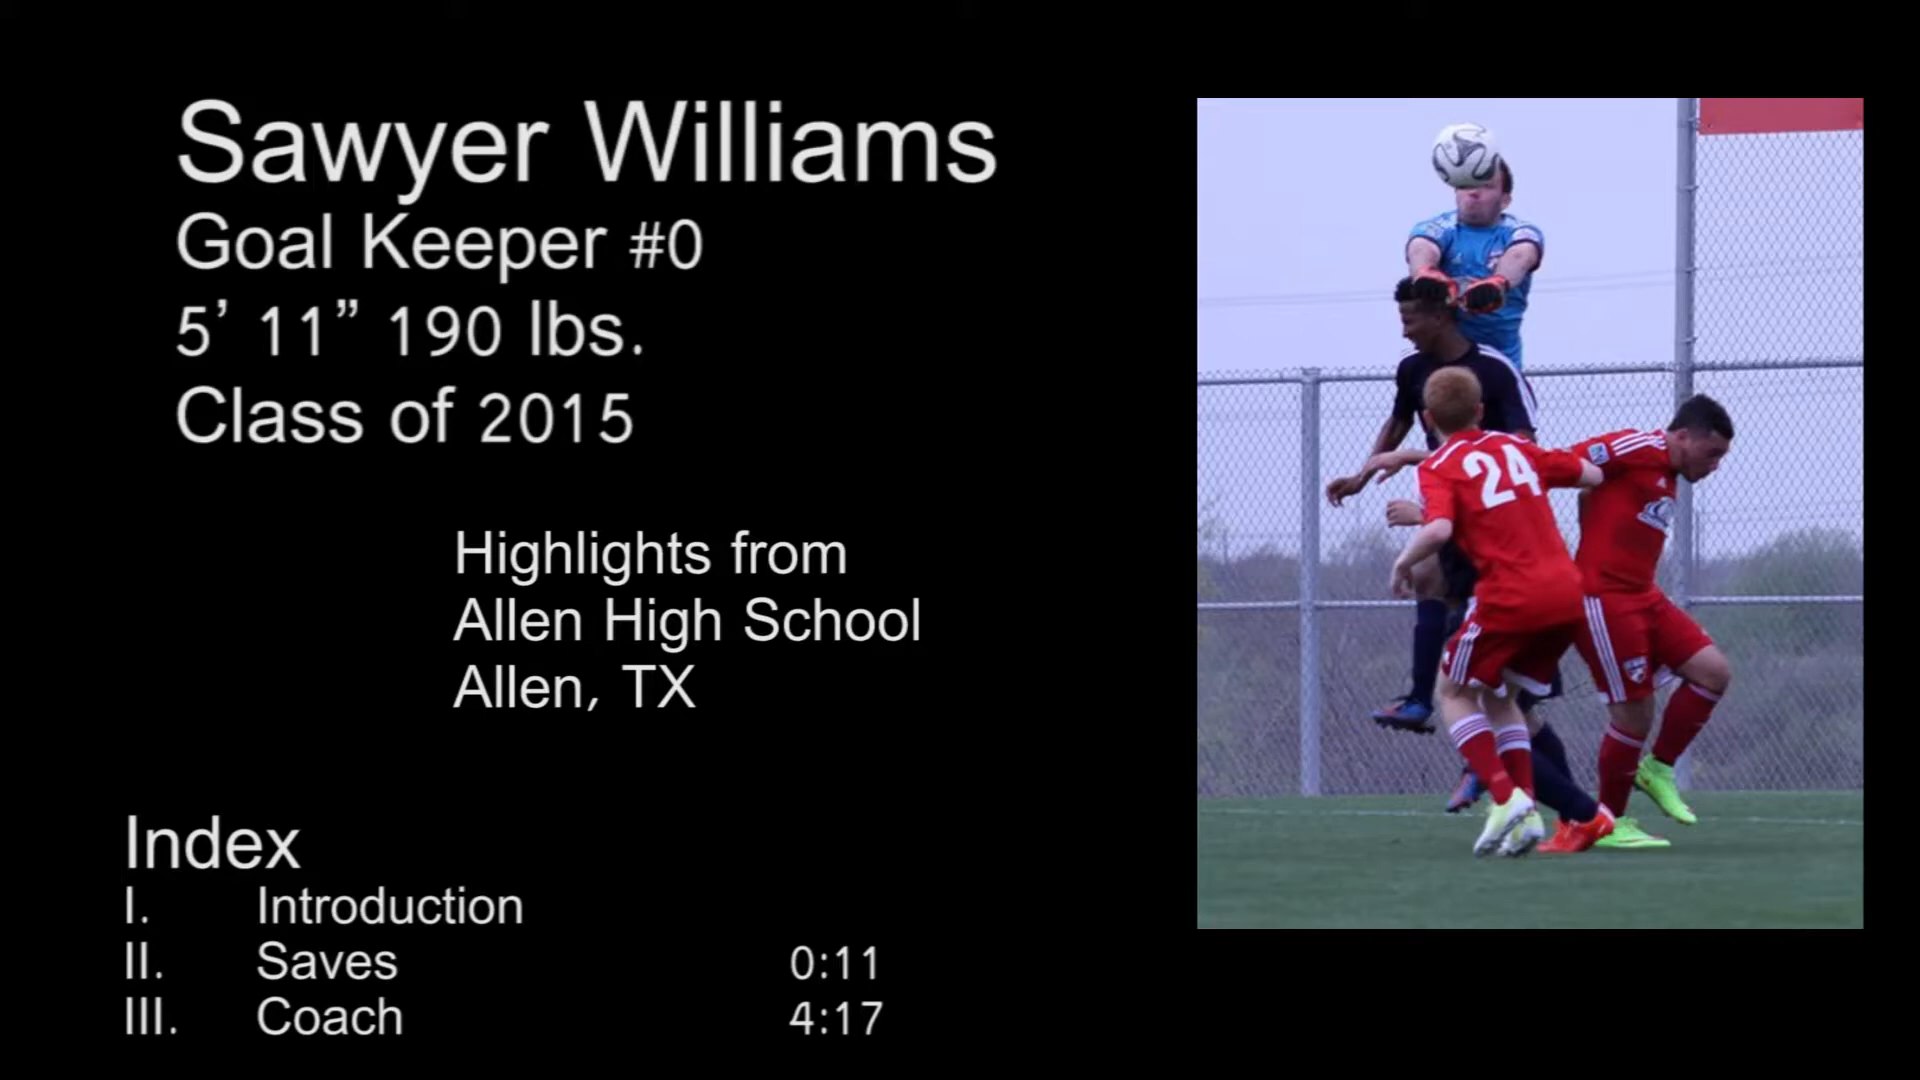 Sawyer Williams
Goal Keeper #0
5’ 11” 190 lbs.
Class of 2015
Highlights from
Allen High School
Allen, TX
Index
I. Introduction
II. Saves 0:11
III. Coach 4:17
24